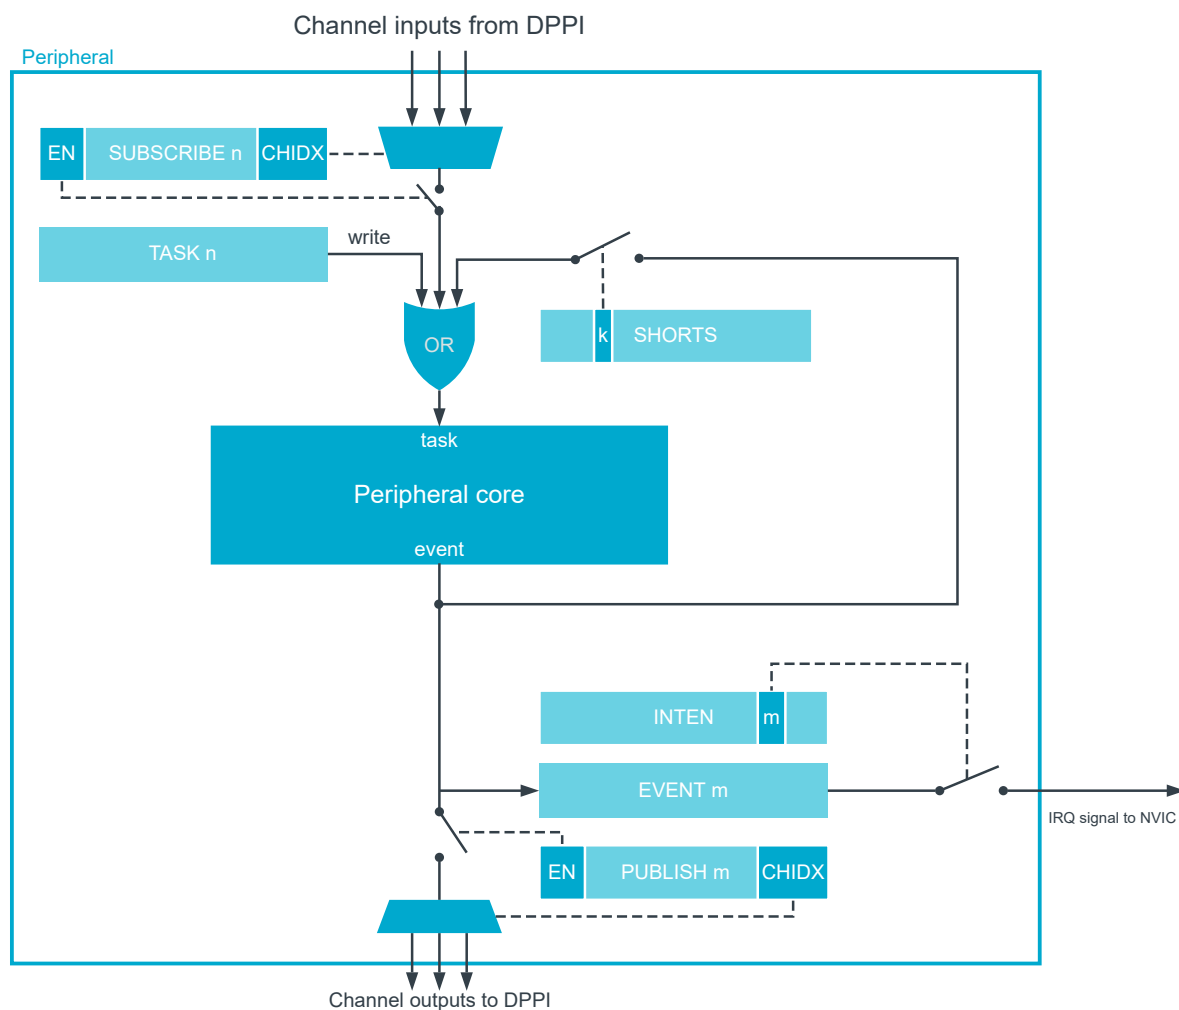 Channel inputs from DPPI
Peripheral
EN SUBSCRIBE n CHIDX
TASK n
write
OR
k SHORTS
task
Peripheral core
event
INTEN m
EVENT m
IRQ signal to NVIC
EN PUBLISH m CHIDX
Channel outputs to DPPI